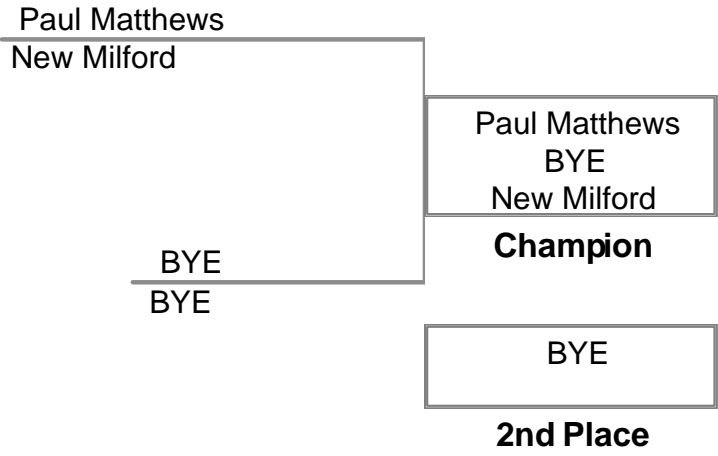 Paul Matthews
New Milford
Paul Matthews
BYE
New Milford
Champion
BYE
BYE
BYE
2nd Place